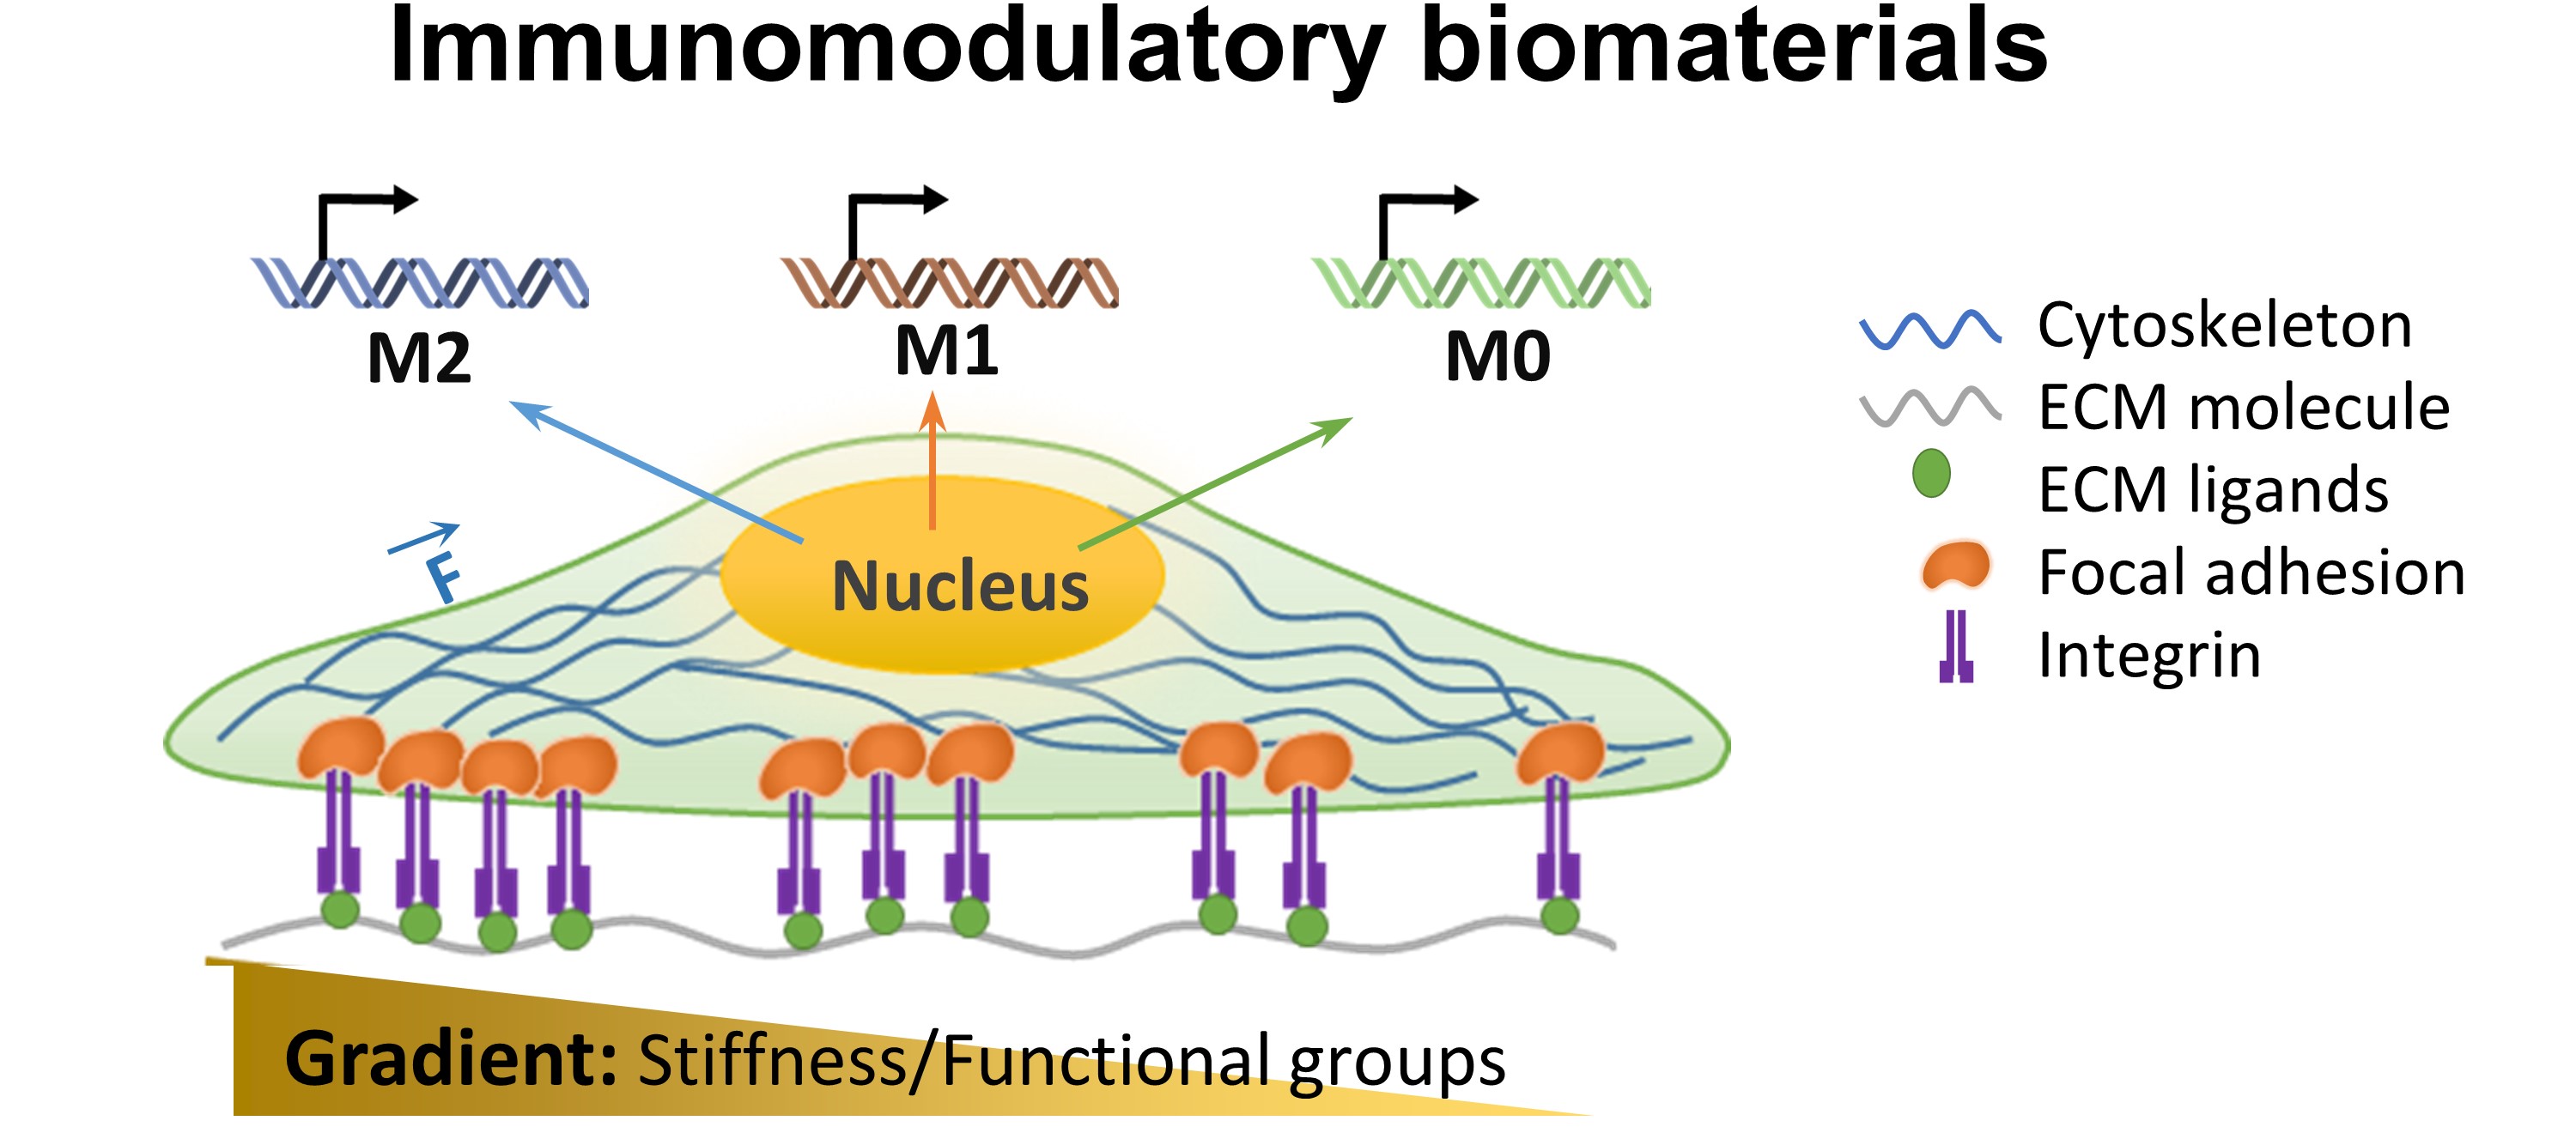 Immunomodulatory biomaterials
M2
M1
M0
Cytoskeleton
ECM molecule
ECM ligands
Focal adhesion
Integrin
F
Nucleus
Gradient: Stiffness/Functional groups